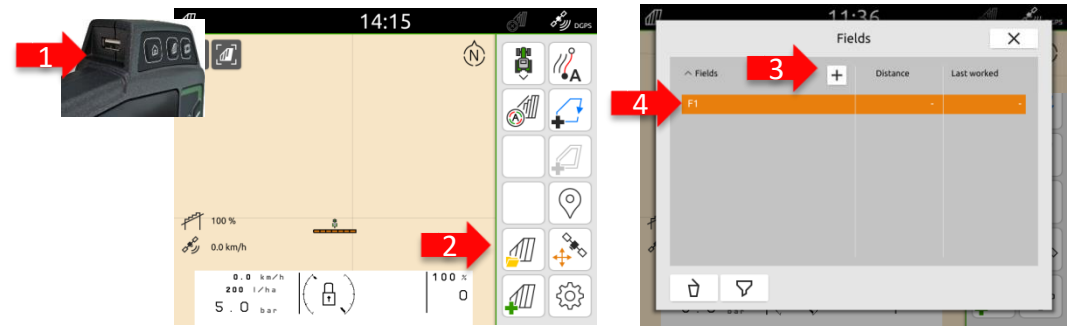 1
14:15
DGPS
N
A
A
100 %
0.0 km/h
2
0.0 km/h
200 l/ha
5.0 bar
100 %
0
11:36
Fields
Fields
3
Distance
Last worked
4
F1
-
-